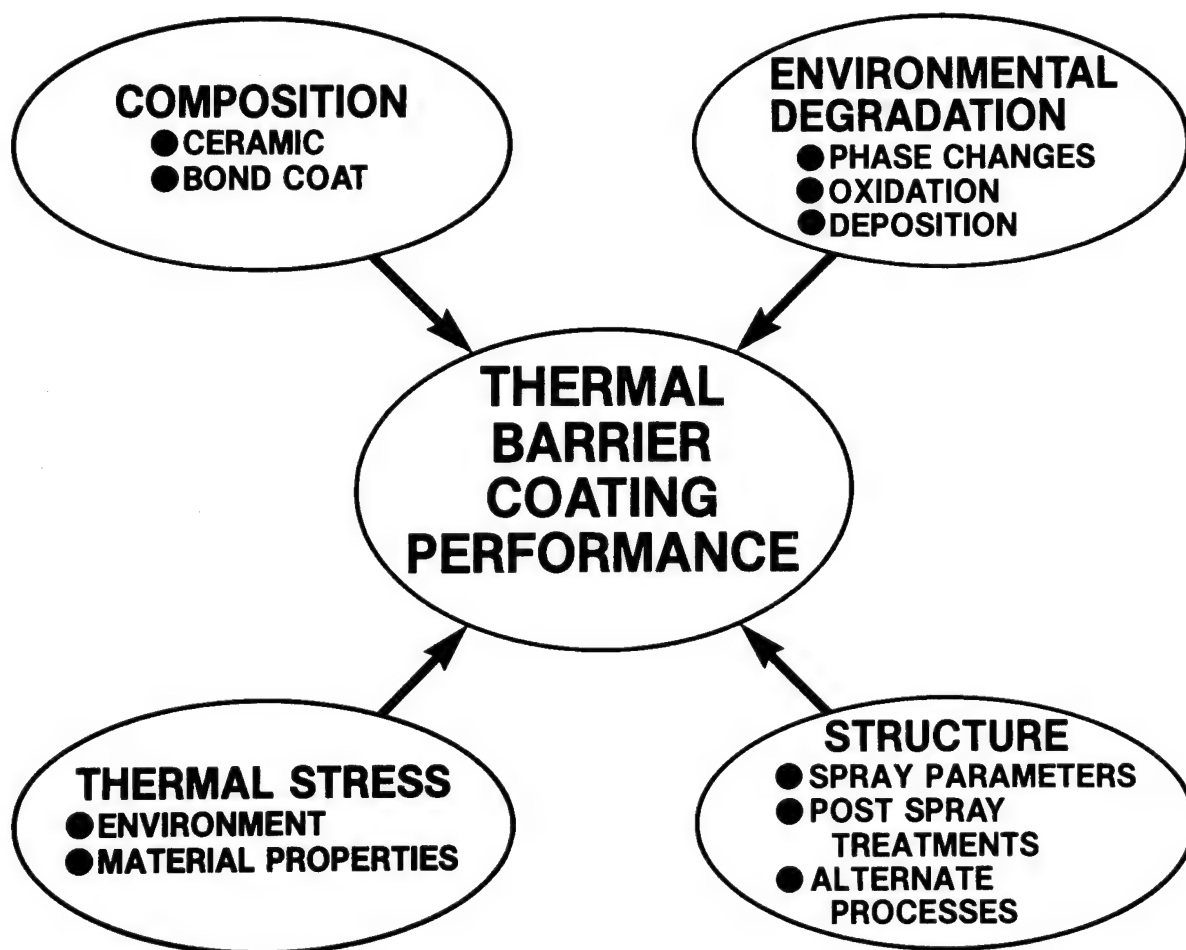 COMPOSITION
●CERAMIC
●BOND COAT
ENVIRONMENTAL
DEGRADATION
●PHASE CHANGES
●OXIDATION
●DEPOSITION
THERMAL
BARRIER
COATING
PERFORMANCE
THERMAL STRESS
●ENVIRONMENT
●MATERIAL PROPERTIES
STRUCTURE
●SPRAY PARAMETERS
●POST SPRAY
TREATMENTS
●ALTERNATE
PROCESSES